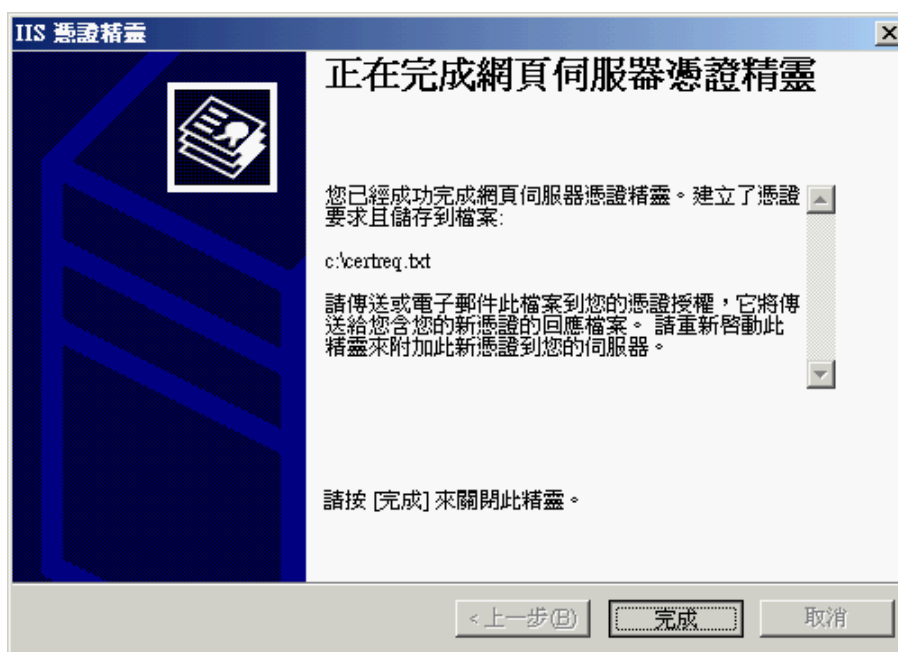 IIS 憑證精靈
正在完成網頁伺服器憑證精靈
您已經成功完成網頁伺服器憑證精靈。建立了憑證
要求且儲存到檔案:
c:\certreq.txt
請傳送或電子郵件此檔案到您的憑證授權，它將傳
送給您含您的新憑證的回應檔案。 請重新啟動此
精靈來附加此新憑證到您的伺服器。
請按 [完成] 來關閉此精靈。
<上一步(B)
完成
取消